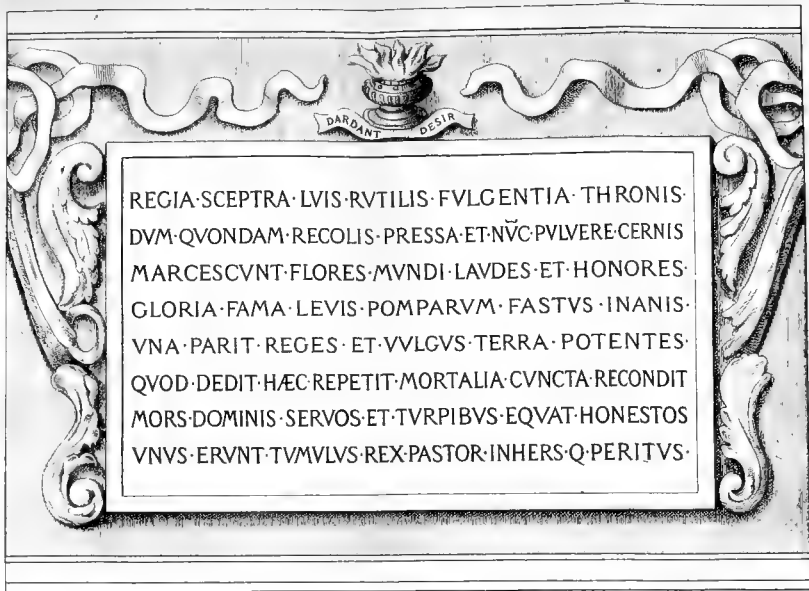 DARDANT DESIR
REGIA·SCEPTRA·LVIS·RVTILIS·FVLGENTIA·THRONIS·
DVM·QVONDAM·RECOLIS·PRESSA·ET·NV̆C·PVLVERE·CERNIS
MARCESCVNT·FLORES·MVNDI·LAVDES·ET·HONORES·
GLORIA·FAMA·LEVIS·POMPARVM·FASTVS·INANIS·
VNA·PARIT·REGES·ET·VVLGVS·TERRA·POTENTES·
QVOD·DEDIT·HÆC·REPETIT·MORTALIA·CVNCTA·RECONDIT
MORS·DOMINIS·SERVOS·ET·TVRPIBVS·EQVAT·HONESTOS
VNVS·ERVNT·TVMVLVS·REX·PASTOR·INHERS·Q·PERITVS·